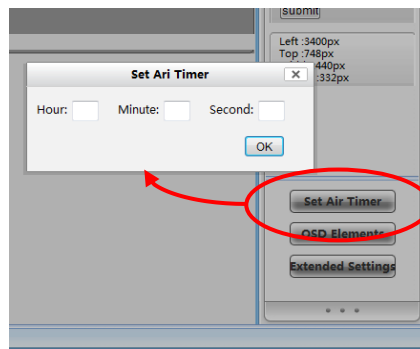 submit
Left :3400px
Top :748px
:440px
:332px
Set Ari Timer
Hour: Minute: Second:
OK
Set Air Timer
OSD Elements
Extended Settings